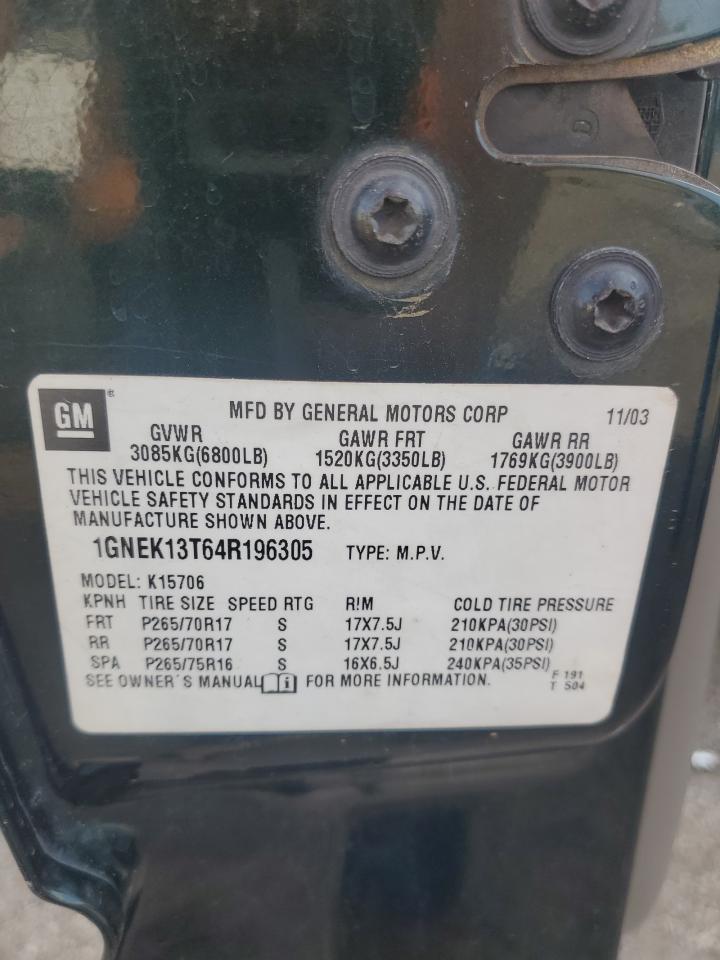 GM ®
MFD BY GENERAL MOTORS CORP 11/03
GVWR GAWR FRT GAWR RR
3085KG(6800LB) 1520KG(3350LB) 1769KG(3900LB)
THIS VEHICLE CONFORMS TO ALL APPLICABLE U.S. FEDERAL MOTOR
VEHICLE SAFETY STANDARDS IN EFFECT ON THE DATE OF
MANUFACTURE SHOWN ABOVE.
1GNEK13T64R196305 TYPE: M.P.V.
MODEL: K15706
KPNH TIRE SIZE SPEED RTG RIM COLD TIRE PRESSURE
FRT P265/70R17 S 17X7.5J 210KPA(30PSI)
RR P265/70R17 S 17X7.5J 210KPA(30PSI)
SPA P265/75R16 S 16X6.5J 240KPA(35PSI)
SEE OWNER'S MANUAL i FOR MORE INFORMATION.
F 191
T S04